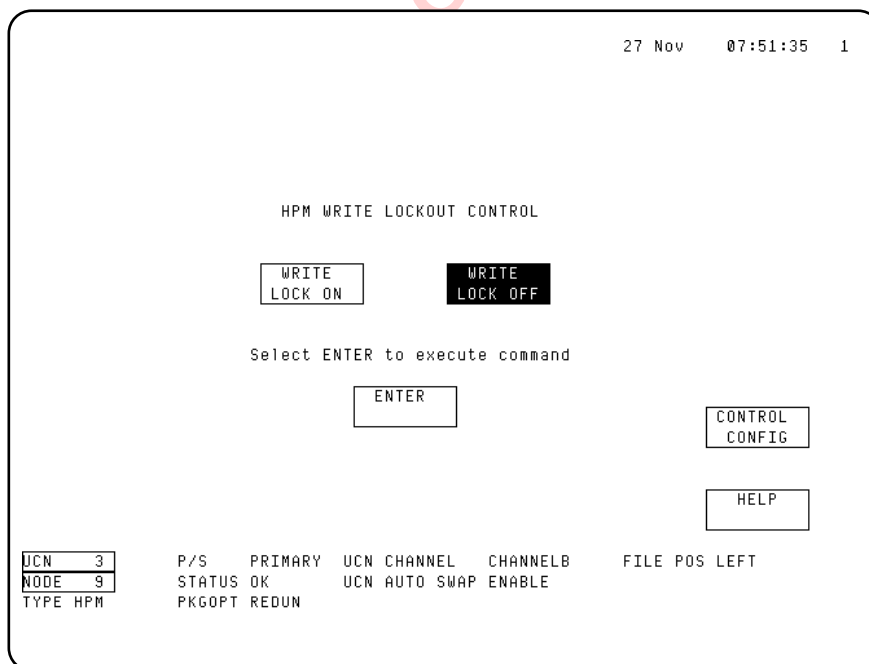 27 Nov 07:51:35 1
HPM WRITE LOCKOUT CONTROL
WRITE LOCK ON
WRITE LOCK OFF
Select ENTER to execute command
ENTER
CONTROL CONFIG
HELP
UCN 3 P/S PRIMARY UCN CHANNEL CHANNELB FILE POS LEFT
NODE 9 STATUS OK UCN AUTO SWAP ENABLE
TYPE HPM PKGOPT REDUN